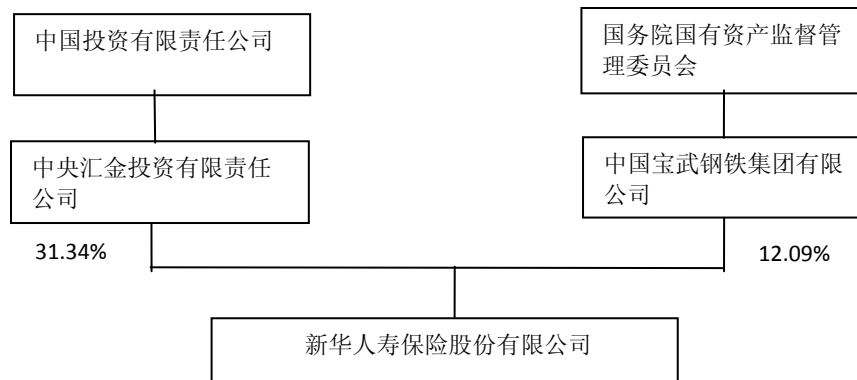 中国投资有限责任公司
国务院国有资产监督管
理委员会
中央汇金投资有限责任
公司
中国宝武钢铁集团有限
公司
31.34%
12.09%
新华人寿保险股份有限公司